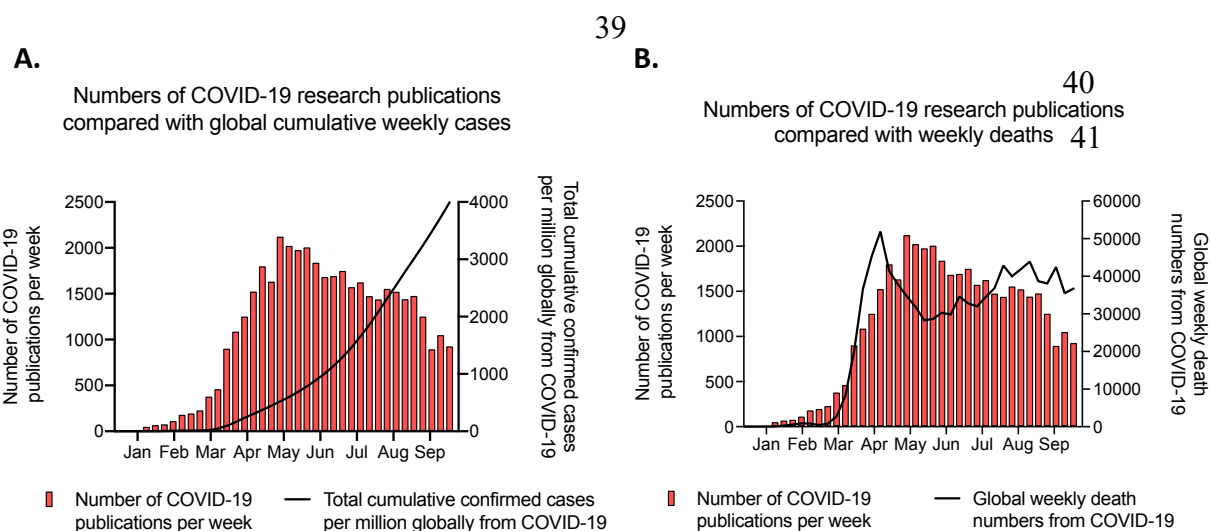 39
A.
Numbers of COVID-19 research publications
compared with global cumulative weekly cases
Number of COVID-19
publications per week
2500
2000
1500
1000
500
0
4000
3000
2000
1000
0
Total cumulative confirmed cases
per million globally from COVID-19
Jan Feb Mar Apr May Jun Jul Aug Sep
Number of COVID-19
publications per week
Total cumulative confirmed cases
per million globally from COVID-19
B.
40
Numbers of COVID-19 research publications
compared with weekly deaths 41
Number of COVID-19
publications per week
2500
2000
1500
1000
500
0
60000
50000
40000
30000
20000
10000
0
Global weekly death
numbers from COVID-19
Jan Feb Mar Apr May Jun Jul Aug Sep
Number of COVID-19
publications per week
Global weekly death
numbers from COVID-19